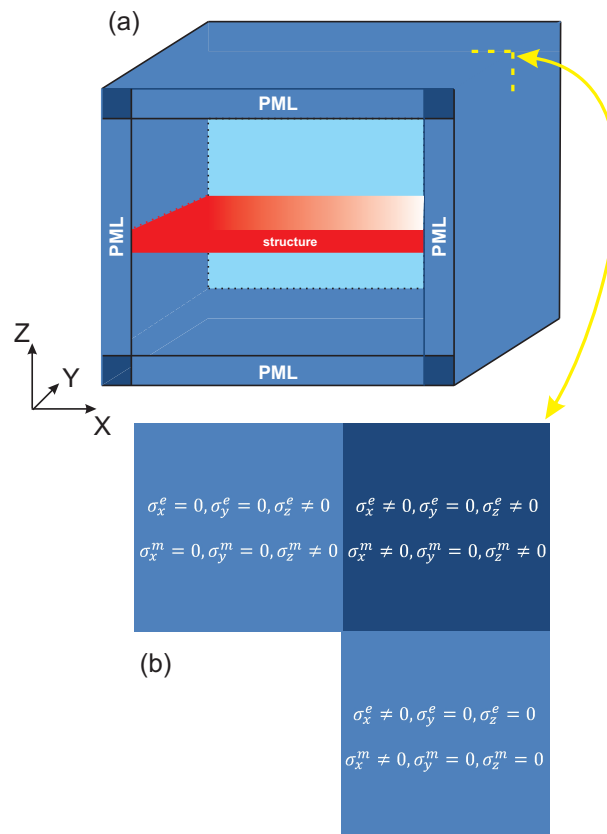 (a)
PML
PML
PML
structure
PML
Z
Y
X
σ_x^e = 0, σ_y^e = 0, σ_z^e ≠ 0
σ_x^m = 0, σ_y^m = 0, σ_z^m ≠ 0
σ_x^e ≠ 0, σ_y^e = 0, σ_z^e ≠ 0
σ_x^m ≠ 0, σ_y^m = 0, σ_z^m ≠ 0
(b)
σ_x^e ≠ 0, σ_y^e = 0, σ_z^e = 0
σ_x^m ≠ 0, σ_y^m = 0, σ_z^m = 0